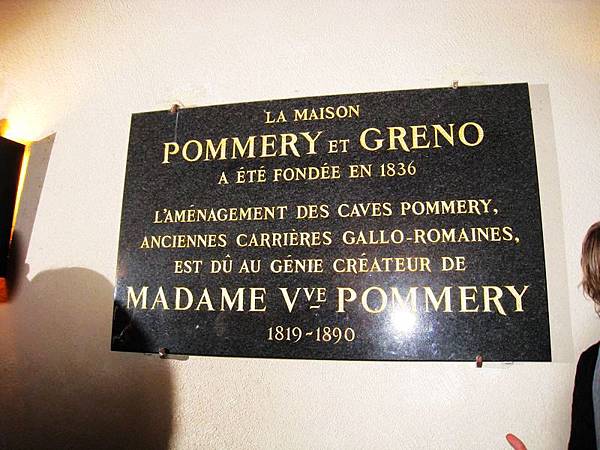 LA MAISON
POMMERY ET GRENO
A ÉTÉ FONDÉE EN 1836
L'AMÉNAGEMENT DES CAVES POMMERY,
ANCIENNES CARRIÈRES GALLO-ROMAINES,
EST DÛ AU GÉNIE CRÉATEUR DE
MADAME VVE POMMERY
1819-1890